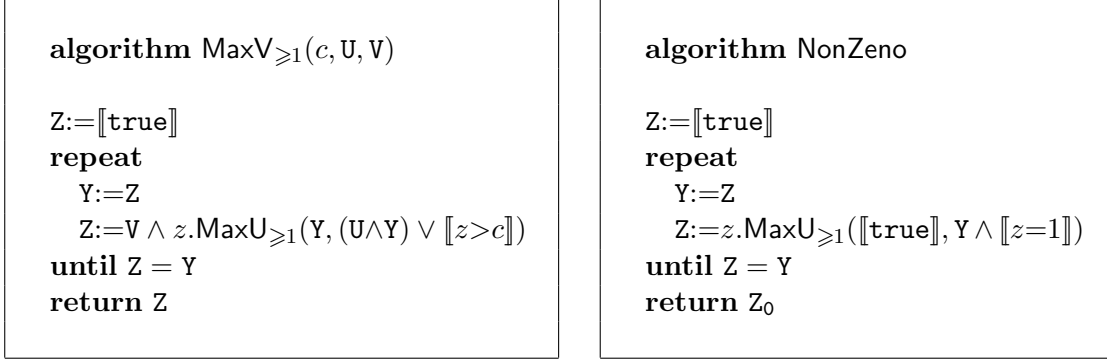 algorithm MaxV⩾1(c, U, V)
Z:=⟦true⟧
repeat
Y:=Z
Z:=V ∧ z.MaxU⩾1(Y, (U∧Y) ∨ ⟦z>c⟧)
until Z = Y
return Z
algorithm NonZeno
Z:=⟦true⟧
repeat
Y:=Z
Z:=z.MaxU⩾1(⟦true⟧, Y ∧ ⟦z=1⟧)
until Z = Y
return Z0